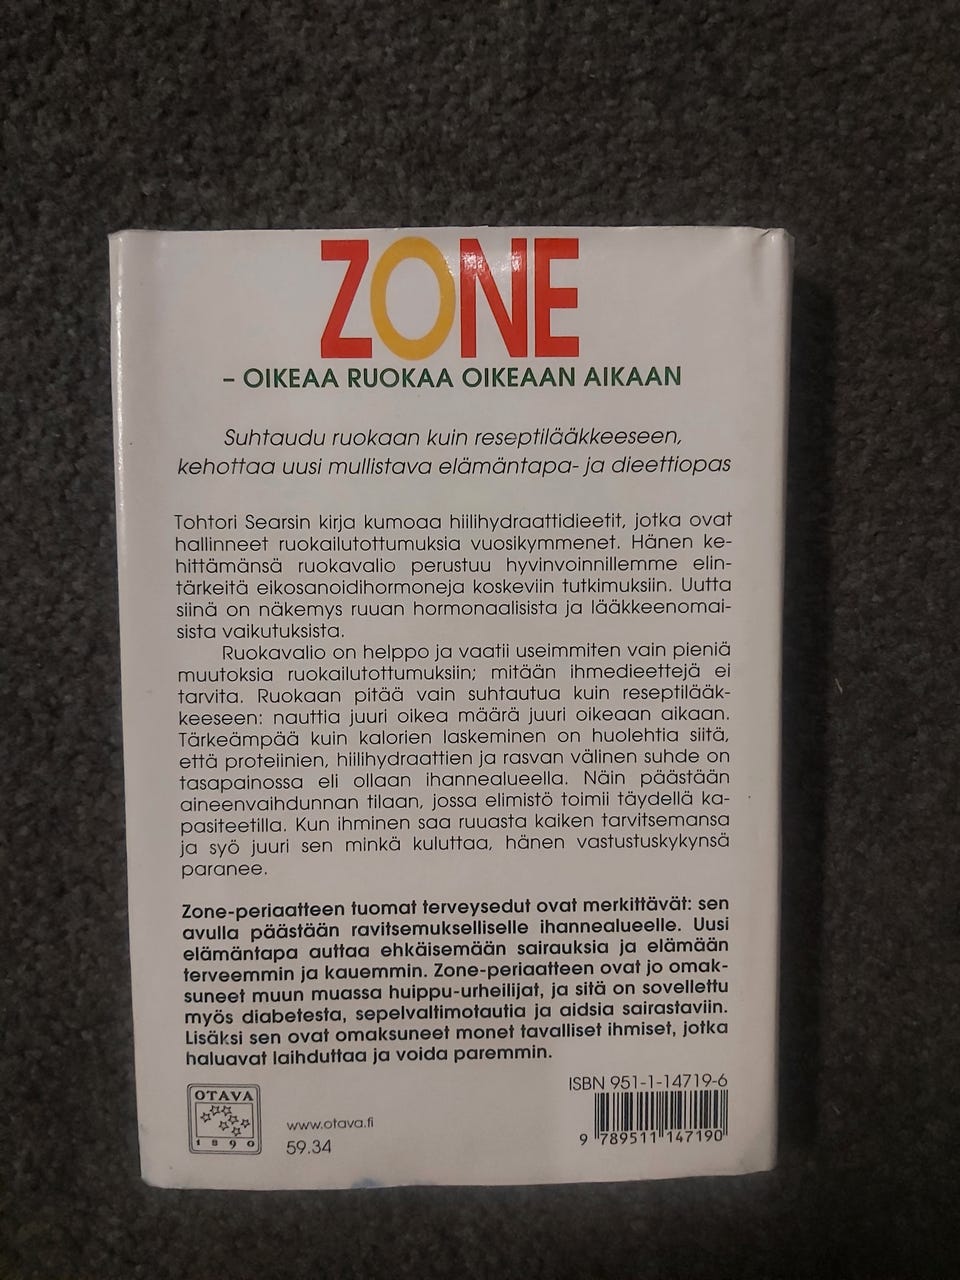 ZONE
– OIKEAA RUOKAA OIKEAAN AIKAAN
Suhtaudu ruokaan kuin reseptilääkkeeseen,
kehottaa uusi mullistava elämäntapa- ja dieettiopas
Tohtori Searsin kirja kumoaa hiilihydraattidieetit, jotka ovat
hallinneet ruokailutottumuksia vuosikymmenet. Hänen ke-
hittämänsä ruokavalio perustuu hyvinvoinnillemme elin-
tärkeitä eikosanoidihormoneja koskeviin tutkimuksiin. Uutta
siinä on näkemys ruuan hormonaalisista ja lääkkeenomai-
sista vaikutuksista.
Ruokavalio on helppo ja vaatii useimmiten vain pieniä
muutoksia ruokailutottumuksiin; mitään ihmedieettejä ei
tarvita. Ruokaan pitää vain suhtautua kuin reseptilääk-
keeseen: nauttia juuri oikea määrä juuri oikeaan aikaan.
Tärkeämpää kuin kalorien laskeminen on huolehtia siitä,
että proteiinien, hiilihydraattien ja rasvan välinen suhde on
tasapainossa eli ollaan ihannealueella. Näin päästään
aineenvaihdunnan tilaan, jossa elimistö toimii täydellä ka-
pasiteetilla. Kun ihminen saa ruuasta kaiken tarvitsemansa
ja syö juuri sen minkä kuluttaa, hänen vastustuskykynsä
paranee.
Zone-periaatteen tuomat terveysedut ovat merkittävät: sen
avulla päästään ravitsemukselliselle ihannealueelle. Uusi
elämäntapa auttaa ehkäisemään sairauksia ja elämään
terveemmin ja kauemmin. Zone-periaatteen ovat jo omak-
suneet muun muassa huippu-urheilijat, ja sitä on sovellettu
myös diabetesta, sepelvaltimotautia ja aidsia sairastaviin.
Lisäksi sen ovat omaksuneet monet tavalliset ihmiset, jotka
haluavat laihduttaa ja voida paremmin.
OTAVA
1890
www.otava.fi
59.34
ISBN 951-1-14719-6
9 789511 147190